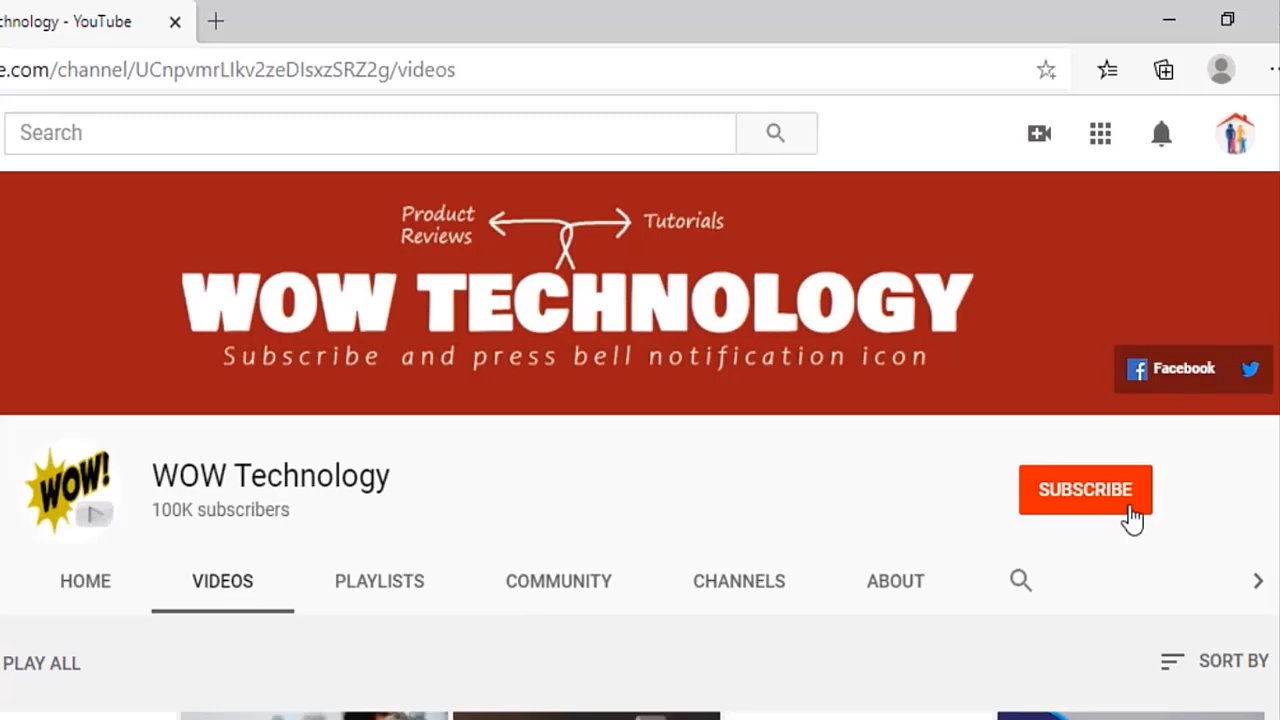 chnology - YouTube
e.com/channel/UCnpvmrLIkv2zeDIsxzSRZ2g/videos
Search
Product
Reviews
Tutorials
WOW TECHNOLOGY
Subscribe and press bell notification icon
Facebook
WOW!
WOW Technology
100K subscribers
SUBSCRIBE
HOME VIDEOS PLAYLISTS COMMUNITY CHANNELS ABOUT
PLAY ALL
SORT BY